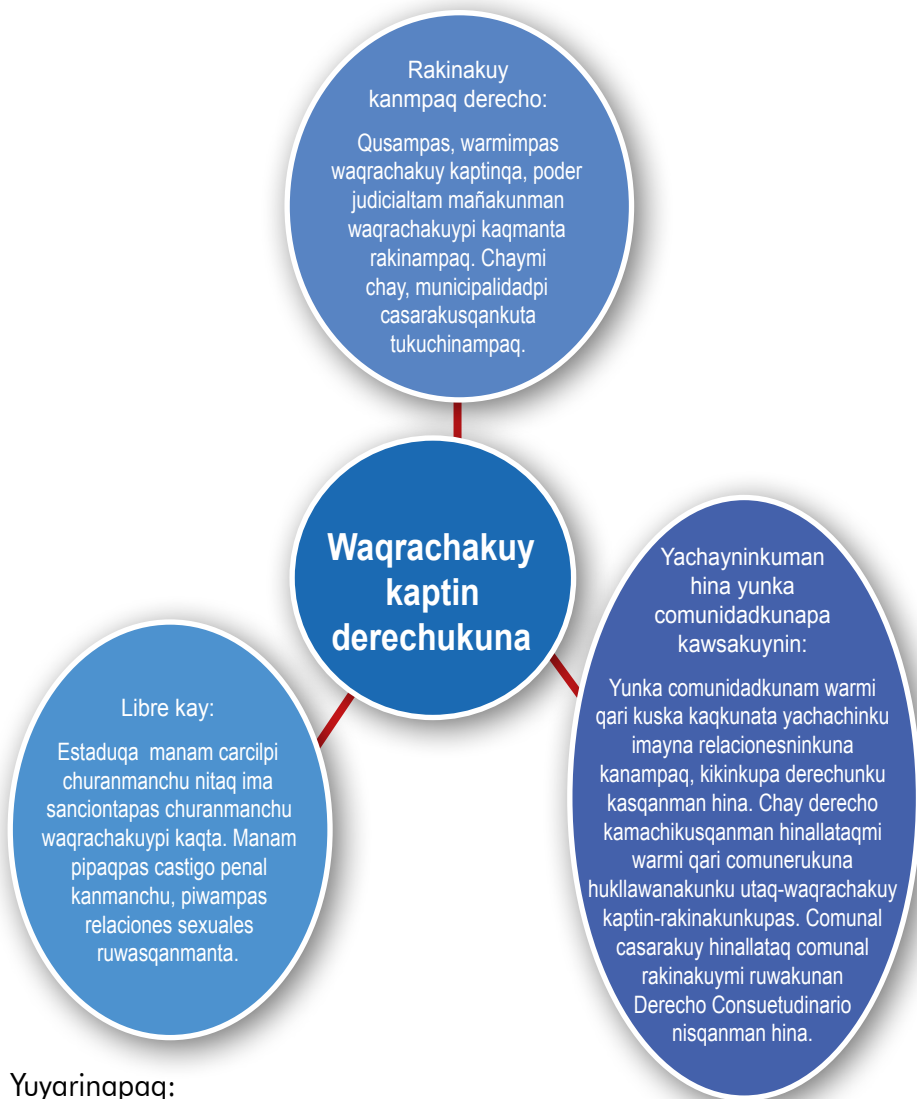 Rakinakuy
kanmpaq derecho:
Qusampas, warmimpas
waqrachakuy kaptinqa, poder
judicialtam mañakunman
waqrachakuypi kaqmanta
rakinampaq. Chaymi
chay, municipalidadpi
casarakusqankuta
tukuchinampaq.
Waqrachakuy
kaptin
derechukuna
Libre kay:
Estaduqa manam carcilpi
churanmanchu nitaq ima
sanciontapas churanmanchu
waqrachakuypi kaqta. Manam
pipaqpas castigo penal
kanmanchu, piwampas
relaciones sexuales
ruwasqanmanta.
Yachayninkuman
hina yunka
comunidadkunapa
kawsakuynin:
Yunka comunidadkunam warmi
qari kuska kaqkunata yachachinku
imayna relacionesninkuna
kanampaq, kikinkupa derechunku
kasqanman hina. Chay derecho
kamachikusqanman hinallataqmi
warmi qari comunerukuna
hukllawanakunku utaq-waqrachakuy
kaptin-rakinakunkupas. Comunal
casarakuy hinallataq comunal
rakinakuymi ruwakunan
Derecho Consuetudinario
nisqanman hina.
Yuyarinapaq: